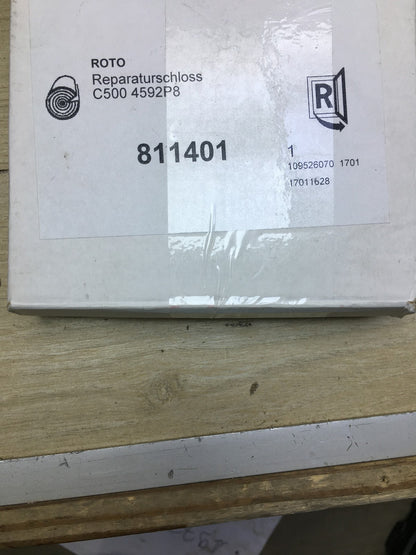 ROTO
Reparaturschloss
C500 4592P8
R
811401
1
109526070 1701
17011628